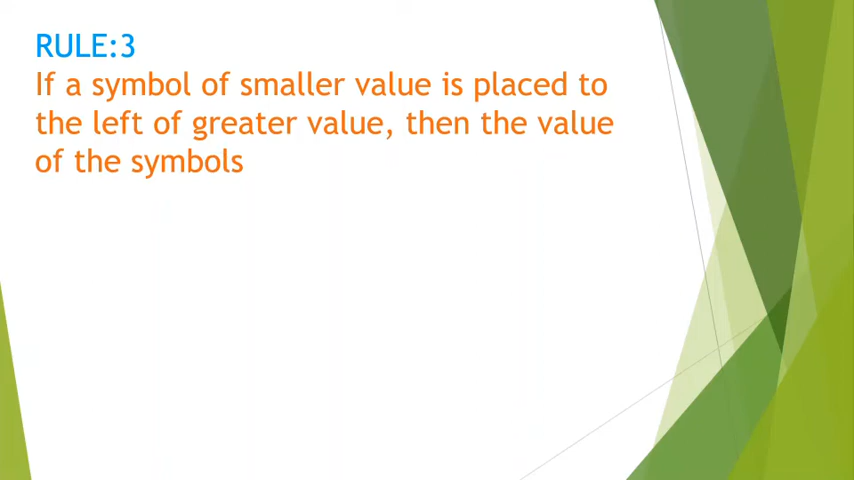 RULE:3
If a symbol of smaller value is placed to
the left of greater value, then the value
of the symbols